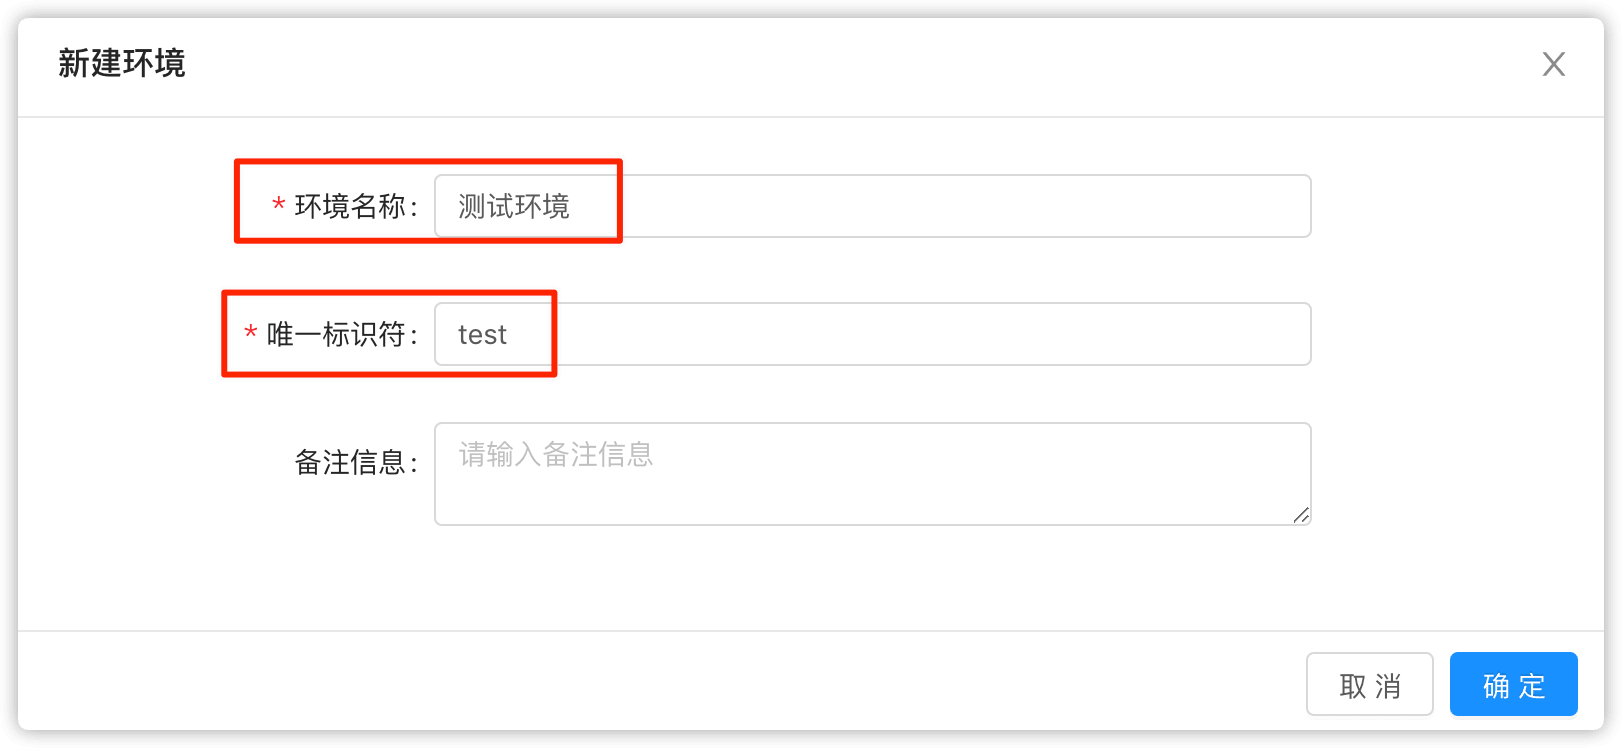 新建环境
* 环境名称: 测试环境
* 唯一标识符: test
备注信息: 请输入备注信息
取 消 确 定